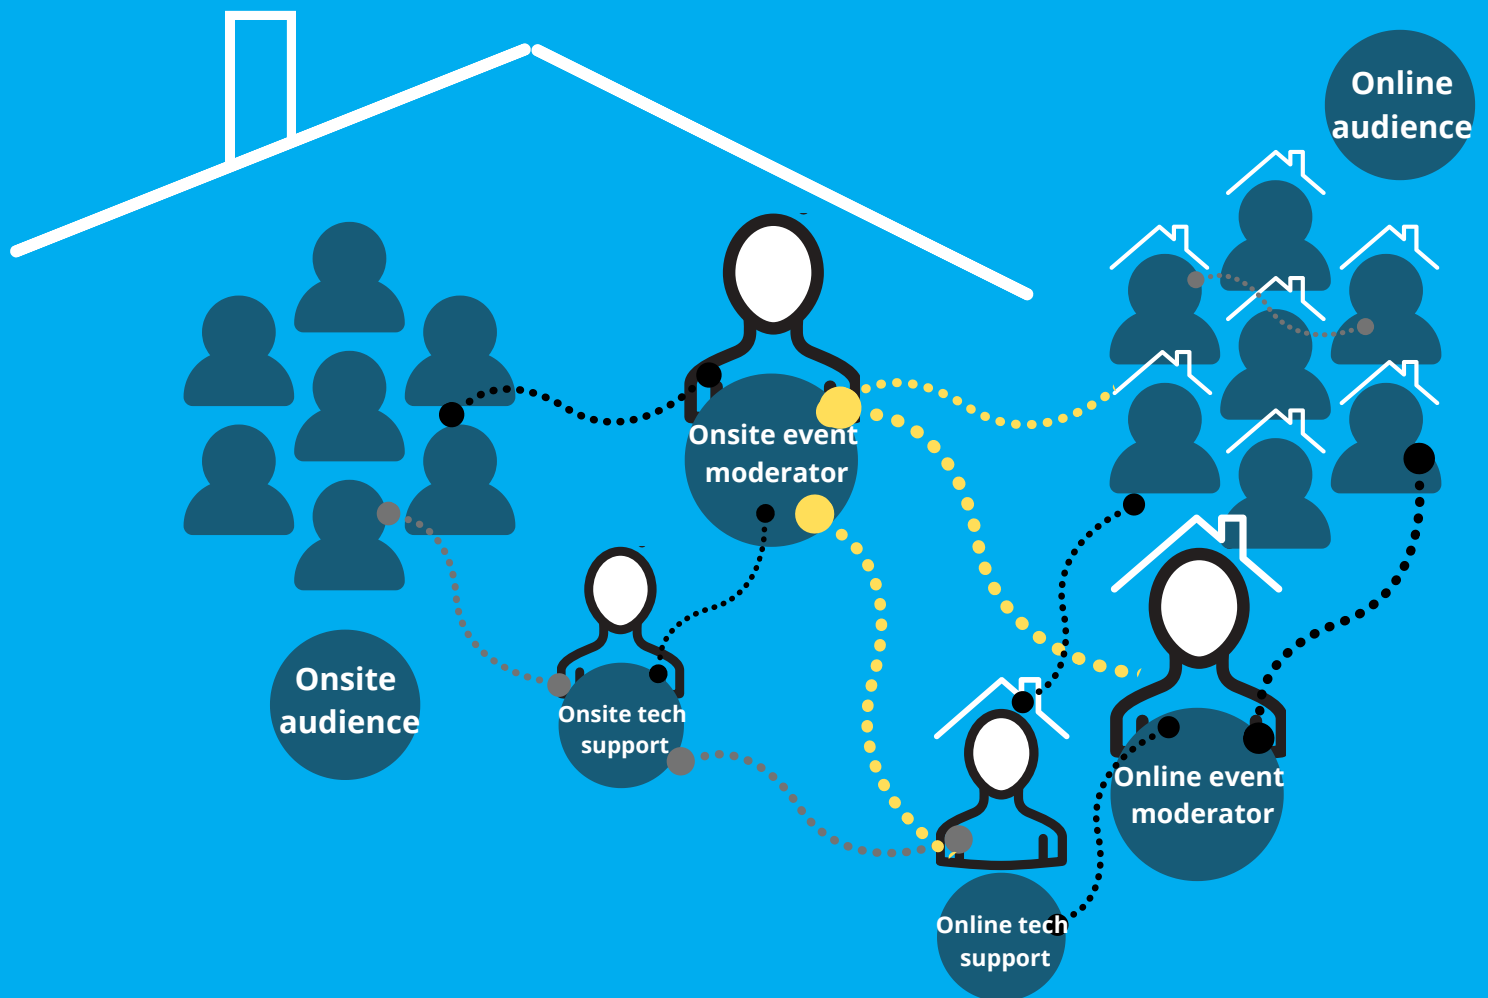 Online
audience
Onsite event
moderator
Onsite
audience
Onsite tech
support
Online event
moderator
Online tech
support